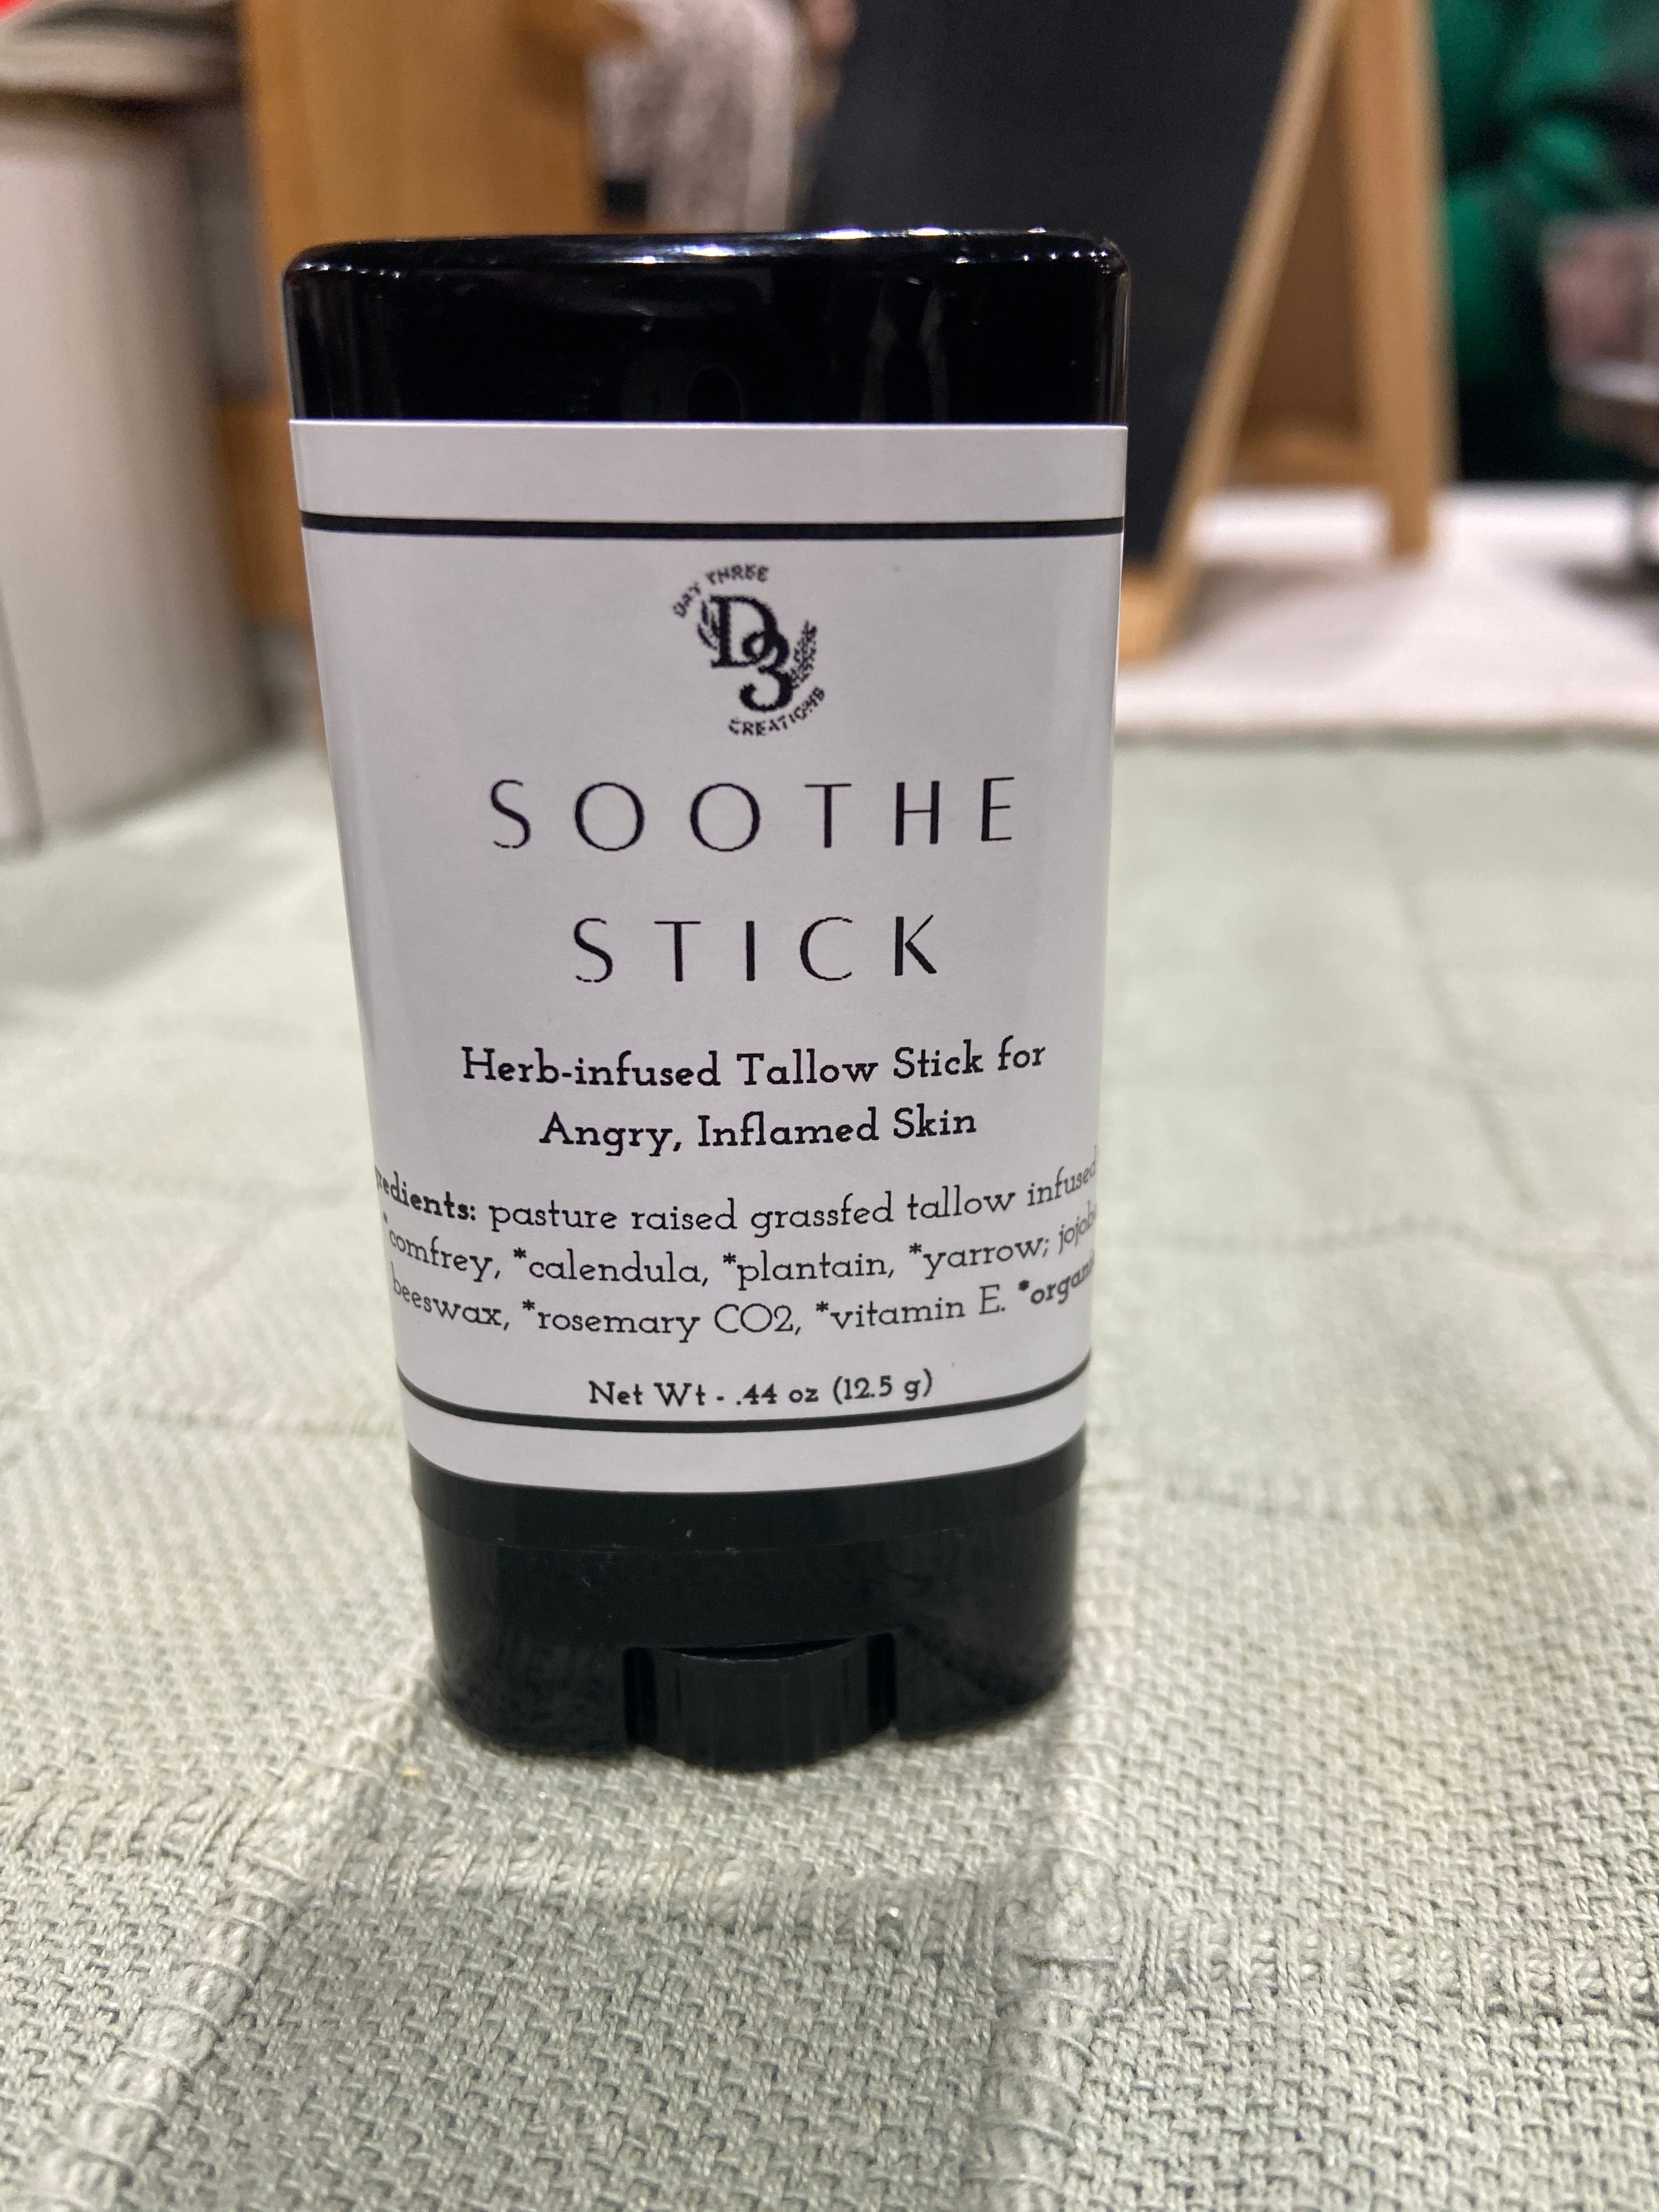 DAY THREE
D3
CREATIONS
SOOTHE
STICK
Herb-infused Tallow Stick for
Angry, Inflamed Skin
redients: pasture raised grassfed tallow infused
*comfrey, *calendula, *plantain, *yarrow; jojob
beeswax, *rosemary CO2, *vitamin E. *organi
Net Wt - .44 oz (12.5 g)